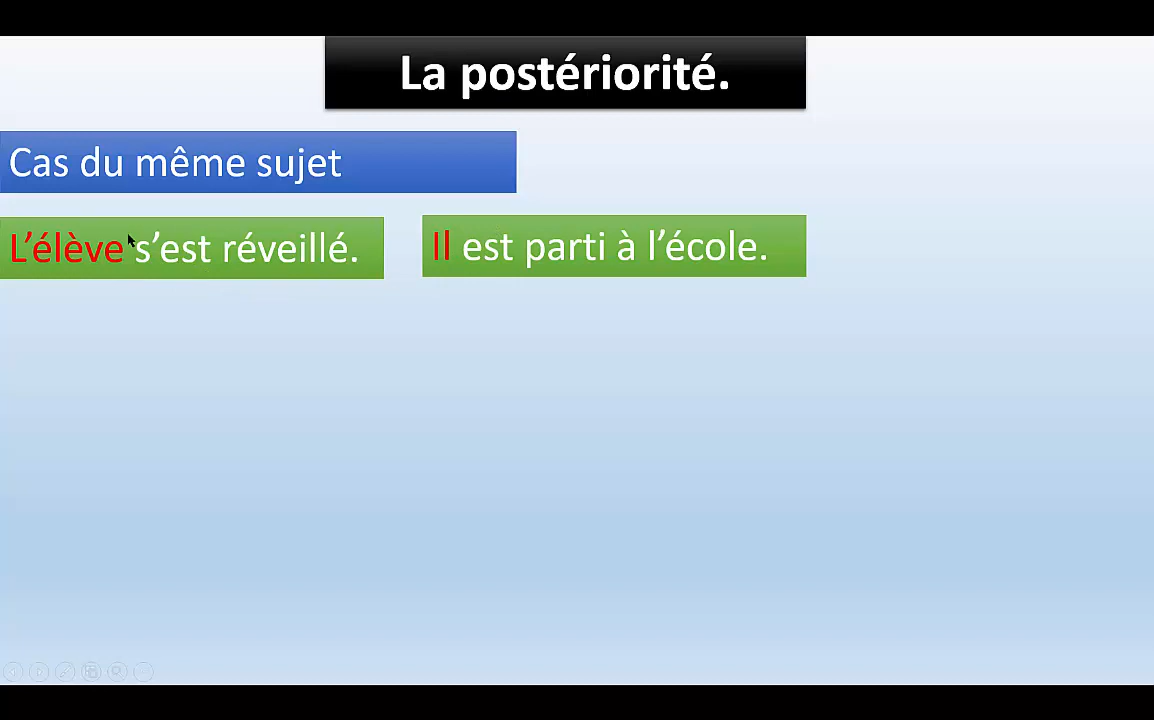 La postériorité.
Cas du même sujet
L’élève s’est réveillé.
Il est parti à l’école.